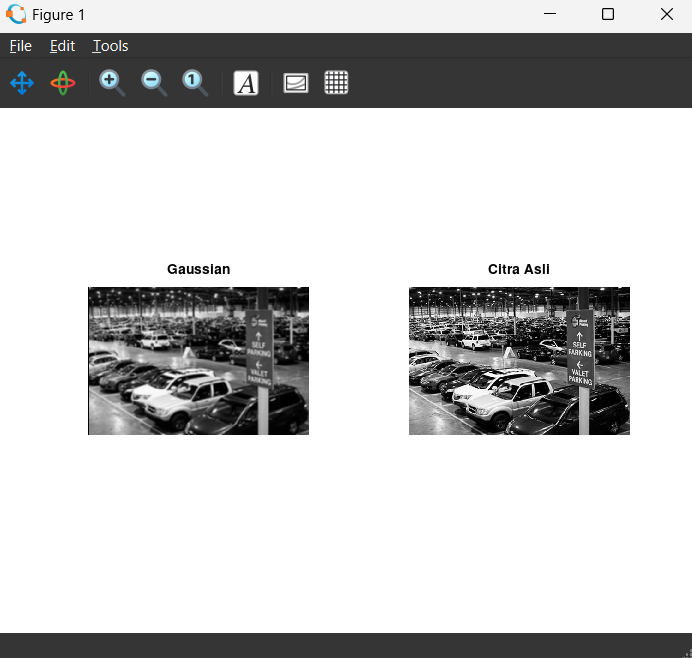 Figure 1
File Edit Tools
A
Gaussian
Citra Asli
SELF
PARKING
VALET
PARKING
SELF
PARKING
VALET
PARKING